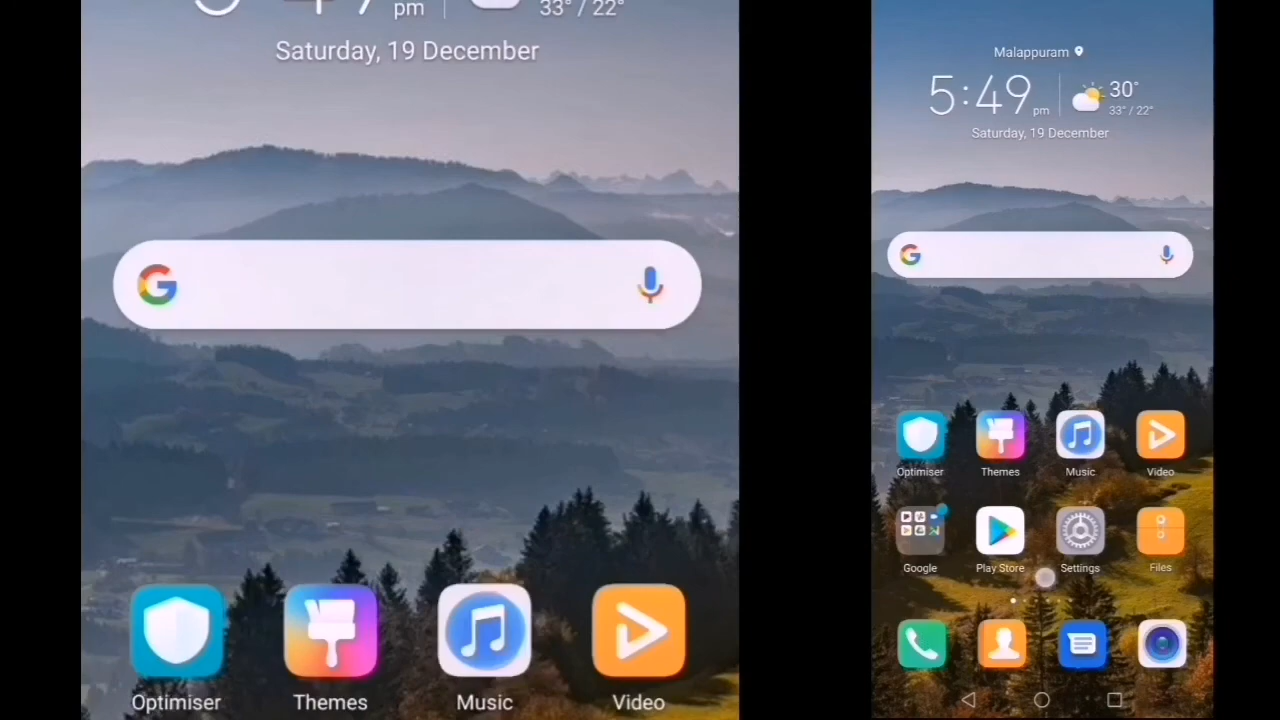 pm
33° / 22°
Saturday, 19 December
Optimiser
Themes
Music
Video
Malappuram
5:49 pm
30°
33° / 22°
Saturday, 19 December
Optimiser
Themes
Music
Video
Google
Play Store
Settings
Files